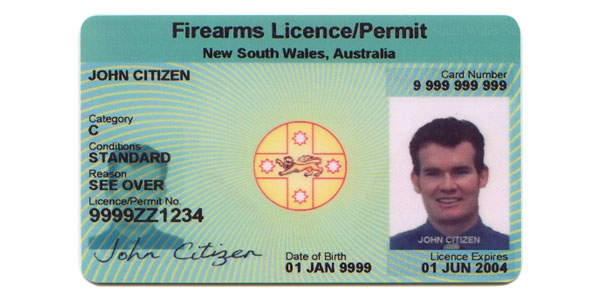 Firearms Licence/Permit
New South Wales, Australia
JOHN CITIZEN
Card Number
9 999 999 999
Category
C
Conditions
STANDARD
Reason
SEE OVER
Licence/Permit No.
9999ZZ1234
John Citizen
Date of Birth
01 JAN 9999
JOHN CITIZEN
Licence Expires
01 JUN 2004